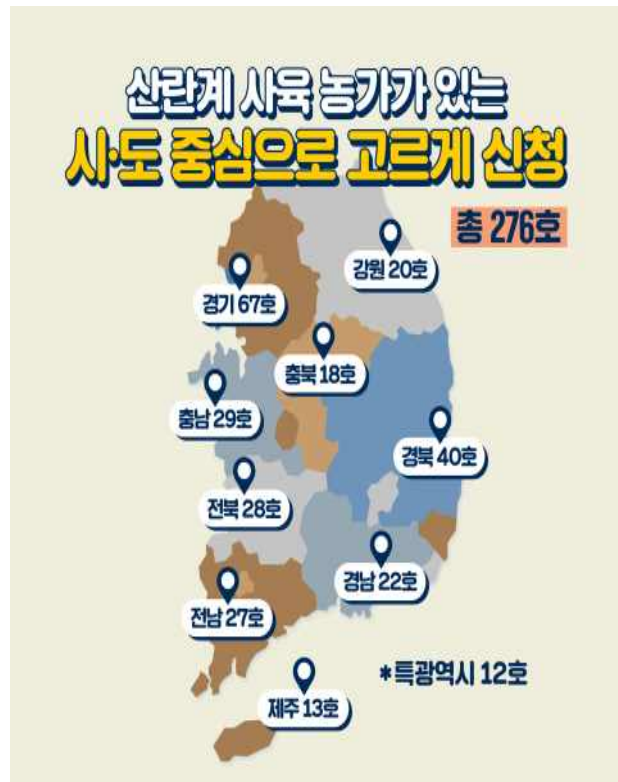 산란계 사육 농가가 있는
시·도 중심으로 고르게 신청
총 276호
강원 20호
경기 67호
충북 18호
충남 29호
경북 40호
전북 28호
경남 22호
전남 27호
*특광역시 12호
제주 13호